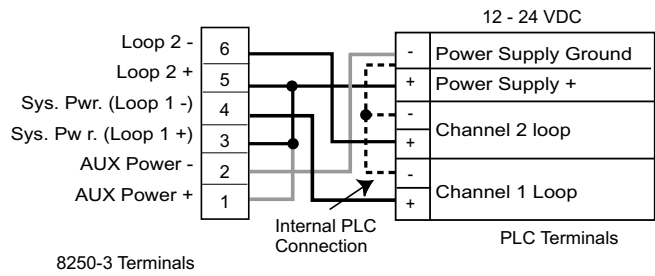 12 - 24 VDC
Loop 2 -
6
-
Power Supply Ground
Loop 2 +
5
+
Power Supply +
Sys. Pwr. (Loop 1 -)
4
-
Channel 2 loop
Sys. Pw r. (Loop 1 +)
3
+
AUX Power -
2
-
Channel 1 Loop
AUX Power +
1
+
Internal PLC
Connection
PLC Terminals
8250-3 Terminals